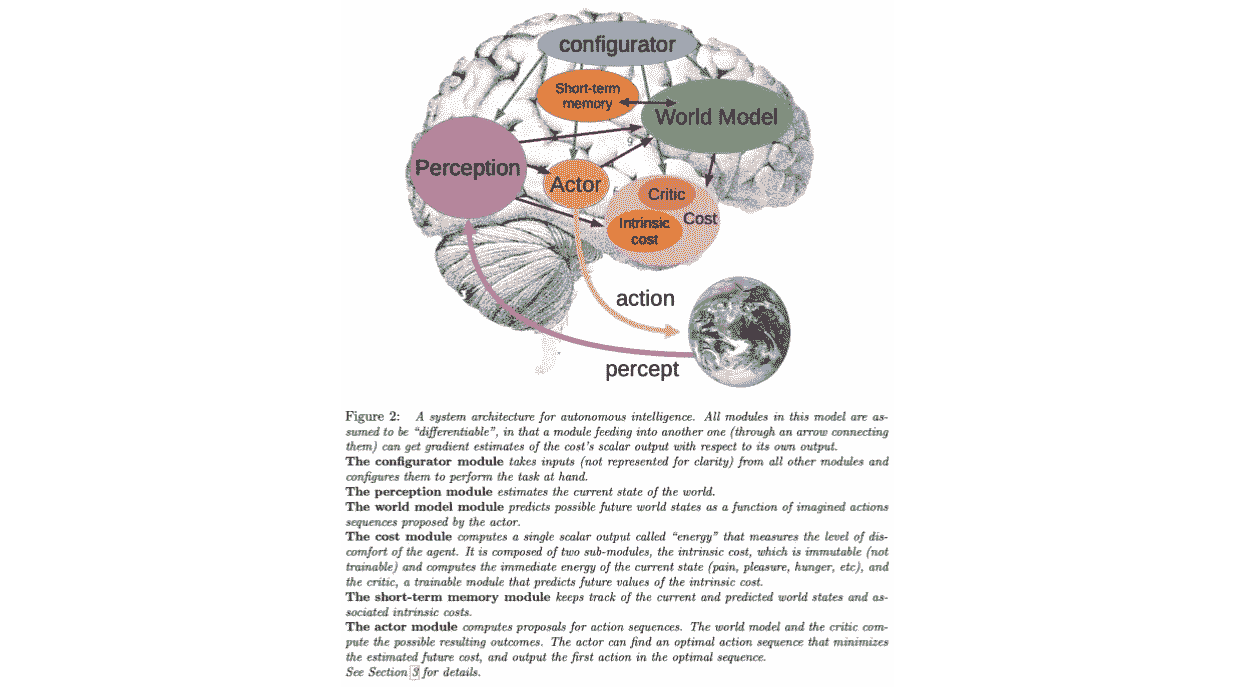 configurator
Short-term
memory
World Model
Perception
Actor
Critic
Cost
Intrinsic
cost
action
percept
Figure 2: A system architecture for autonomous intelligence. All modules in this model are as-
sumed to be “differentiable”, in that a module feeding into another one (through an arrow connecting
them) can get gradient estimates of the cost's scalar output with respect to its own output.
The configurator module takes inputs (not represented for clarity) from all other modules and
configures them to perform the task at hand.
The perception module estimates the current state of the world.
The world model module predicts possible future world states as a function of imagined actions
sequences proposed by the actor.
The cost module computes a single scalar output called “energy” that measures the level of dis-
comfort of the agent. It is composed of two sub-modules, the intrinsic cost, which is immutable (not
trainable) and computes the immediate energy of the current state (pain, pleasure, hunger, etc), and
the critic, a trainable module that predicts future values of the intrinsic cost.
The short-term memory module keeps track of the current and predicted world states and as-
sociated intrinsic costs.
The actor module computes proposals for action sequences. The world model and the critic com-
pute the possible resulting outcomes. The actor can find an optimal action sequence that minimizes
the estimated future cost, and output the first action in the optimal sequence.
See Section 3 for details.